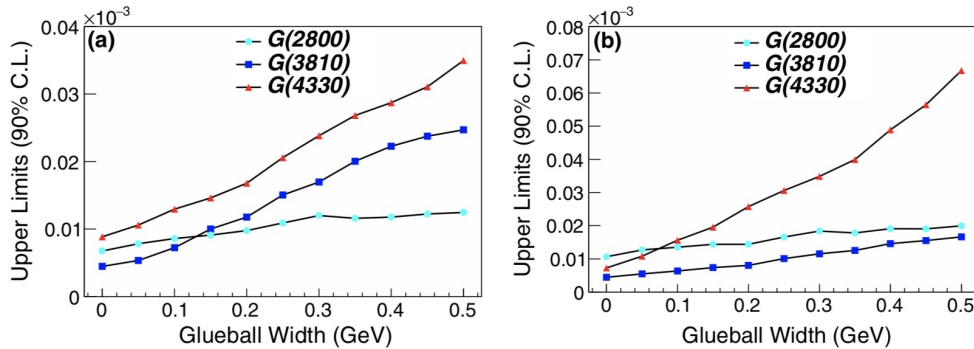 ×10⁻³
0.04
0.03
0.02
0.01
0
Upper Limits (90% C.L.)
(a)
G(2800)
G(3810)
G(4330)
0 0.1 0.2 0.3 0.4 0.5
Glueball Width (GeV)
×10⁻³
0.08
0.07
0.06
0.05
0.04
0.03
0.02
0.01
0
Upper Limits (90% C.L.)
(b)
G(2800)
G(3810)
G(4330)
0 0.1 0.2 0.3 0.4 0.5
Glueball Width (GeV)